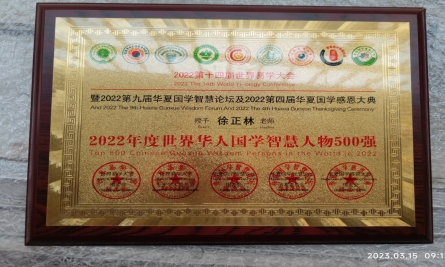 2022第十四届世界易学大会
2022 The 14th World Yi-ology Conference
暨2022第九届华夏国学智慧论坛及2022第四届华夏国学感恩大典
And 2022 The 9th Huaxia Guoxue Wisdom Forum And 2022 The 4th Huaxia Guoxue Thanksgiving Ceremony
授予 徐正林 老师
2022年度世界华人国学智慧人物500强
Top 500 Chinese Guoxue Wisdom Persons in the World in 2022
2023.03.15 09:1